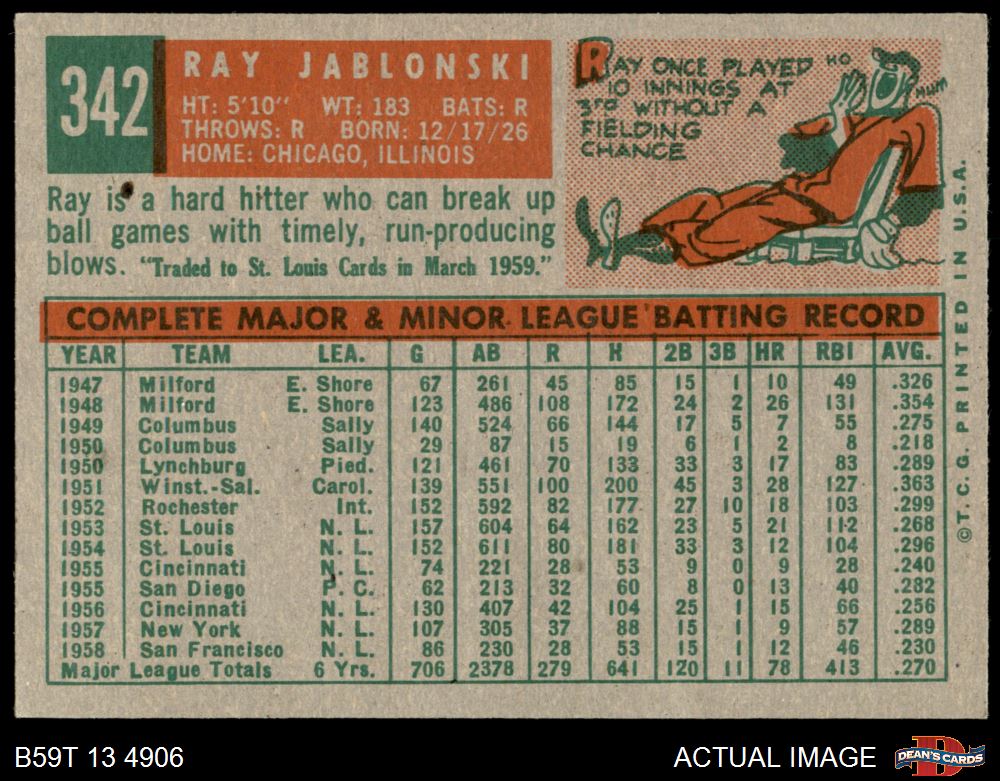 342
RAY JABLONSKI
HT: 5'10" WT: 183 BATS: R
THROWS: R BORN: 12/17/26
HOME: CHICAGO, ILLINOIS
RAY ONCE PLAYED
10 INNINGS AT
3RD WITHOUT A
FIELDING
CHANCE
HO
HUM
Ray is a hard hitter who can break up
ball games with timely, run-producing
blows. "Traded to St. Louis Cards in March 1959."
COMPLETE MAJOR & MINOR LEAGUE BATTING RECORD
YEAR TEAM LEA. G AB R H 2B 3B HR RBI AVG.
1947 Milford E. Shore 67 261 45 85 15 1 10 49 .326
1948 Milford E. Shore 123 486 108 172 24 2 26 131 .354
1949 Columbus Sally 140 524 66 144 17 5 7 55 .275
1950 Columbus Sally 29 87 15 19 6 1 2 8 .218
1950 Lynchburg Pied. 121 461 70 133 33 3 17 83 .289
1951 Winst.-Sal. Carol. 139 551 100 200 45 3 28 127 .363
1952 Rochester Int. 152 592 82 177 27 10 18 103 .299
1953 St. Louis N. L. 157 604 64 162 23 5 21 112 .268
1954 St. Louis N. L. 152 611 80 181 33 3 12 104 .296
1955 Cincinnati N. L. 74 221 28 53 9 0 9 28 .240
1955 San Diego P. C. 62 213 32 60 8 0 13 40 .282
1956 Cincinnati N. L. 130 407 42 104 25 1 15 66 .256
1957 New York N. L. 107 305 37 88 15 1 9 57 .289
1958 San Francisco N. L. 86 230 28 53 15 1 12 46 .230
Major League Totals 6 Yrs. 706 2378 279 641 120 11 78 413 .270
©T. C. G. PRINTED IN U.S.A.
B59T 13 4906
ACTUAL IMAGE
D
DEAN'S CARDS